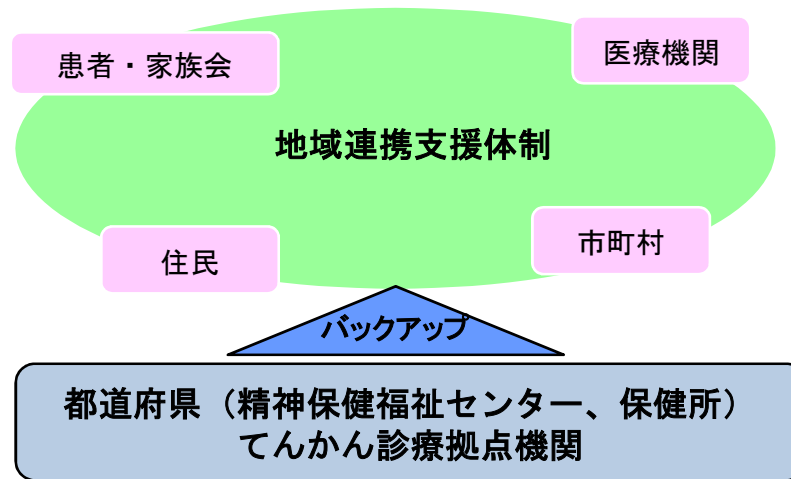 患者・家族会
医療機関
地域連携支援体制
住民
市町村
バックアップ
都道府県（精神保健福祉センター、保健所）
てんかん診療拠点機関